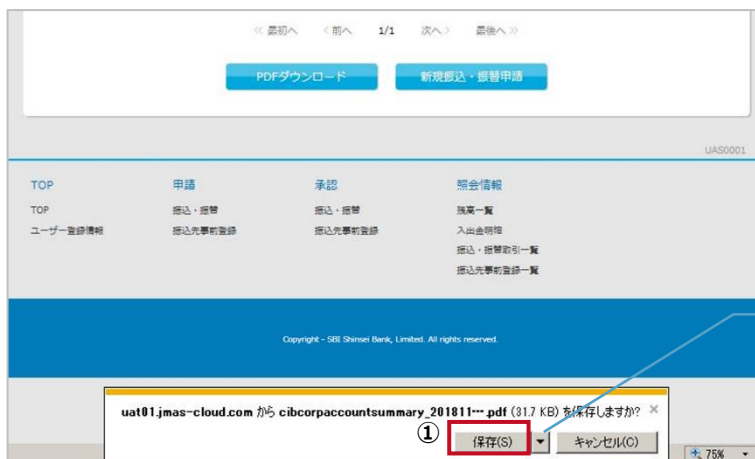 ≪ 最初へ < 前へ 1/1 次へ > 最後へ ≫
PDFダウンロード 新規振込・振替申請
UAS0001
TOP 申請 承認 照会情報
TOP 振込・振替 振込・振替 残高一覧
ユーザー登録情報 振込先事前登録 振込先事前登録 入出金明細
振込・振替取引一覧
振込先事前登録一覧
Copyright - SBI Shinsei Bank, Limited. All rights reserved.
uat01.jmas-cloud.com から cibcorpaccountsummary_201811….pdf (31.7 KB) を保存しますか? ×
① 保存(S) ▼ キャンセル(C)
75%